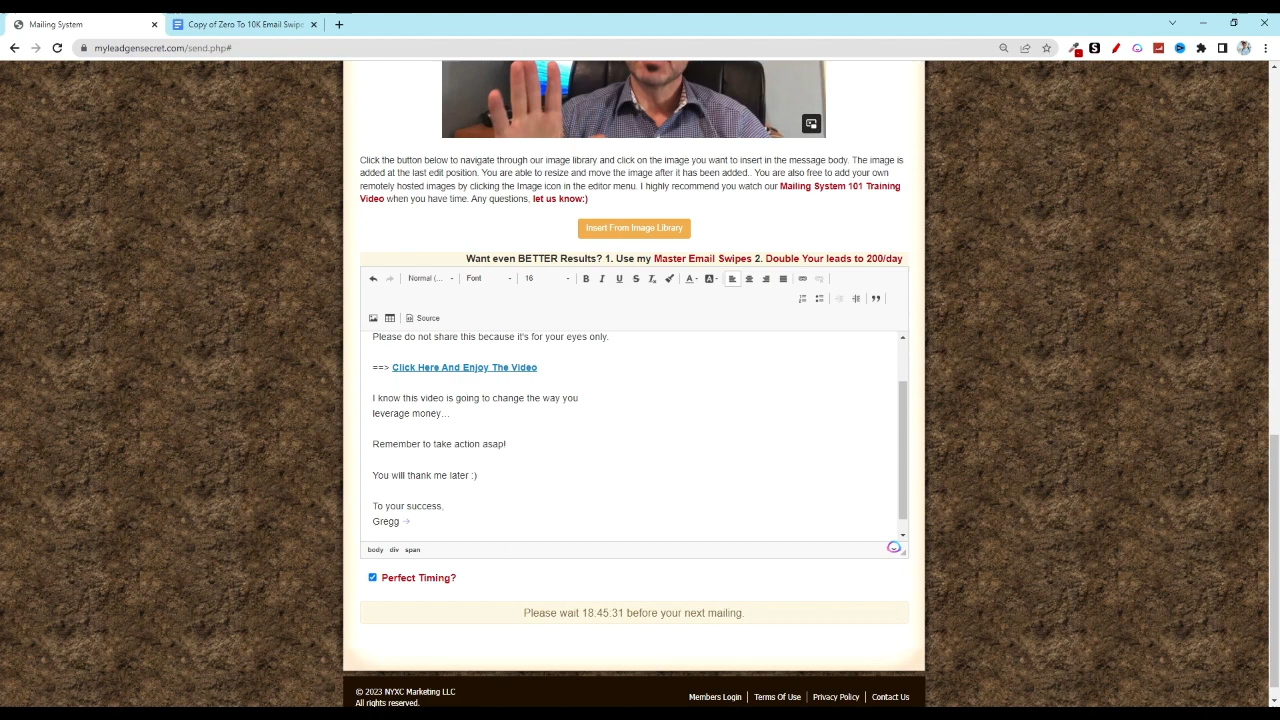 Mailing System
Copy of Zero To 10K Email Swipe
myleadgensecret.com/send.php#
Click the button below to navigate through our image library and click on the image you want to insert in the message body. The image is
added at the last edit position. You are able to resize and move the image after it has been added.. You are also free to add your own
remotely hosted images by clicking the Image icon in the editor menu. I highly recommend you watch our Mailing System 101 Training
Video when you have time. Any questions, let us know:)
Insert From Image Library
Want even BETTER Results? 1. Use my Master Email Swipes 2. Double Your leads to 200/day
Normal (... Font 16
Source
Please do not share this because it's for your eyes only.
==> Click Here And Enjoy The Video
I know this video is going to change the way you
leverage money...
Remember to take action asap!
You will thank me later :)
To your success,
Gregg →
body div span
Perfect Timing?
Please wait 18:45:31 before your next mailing.
© 2023 NYXC Marketing LLC
All rights reserved.
Members Login | Terms Of Use | Privacy Policy | Contact Us